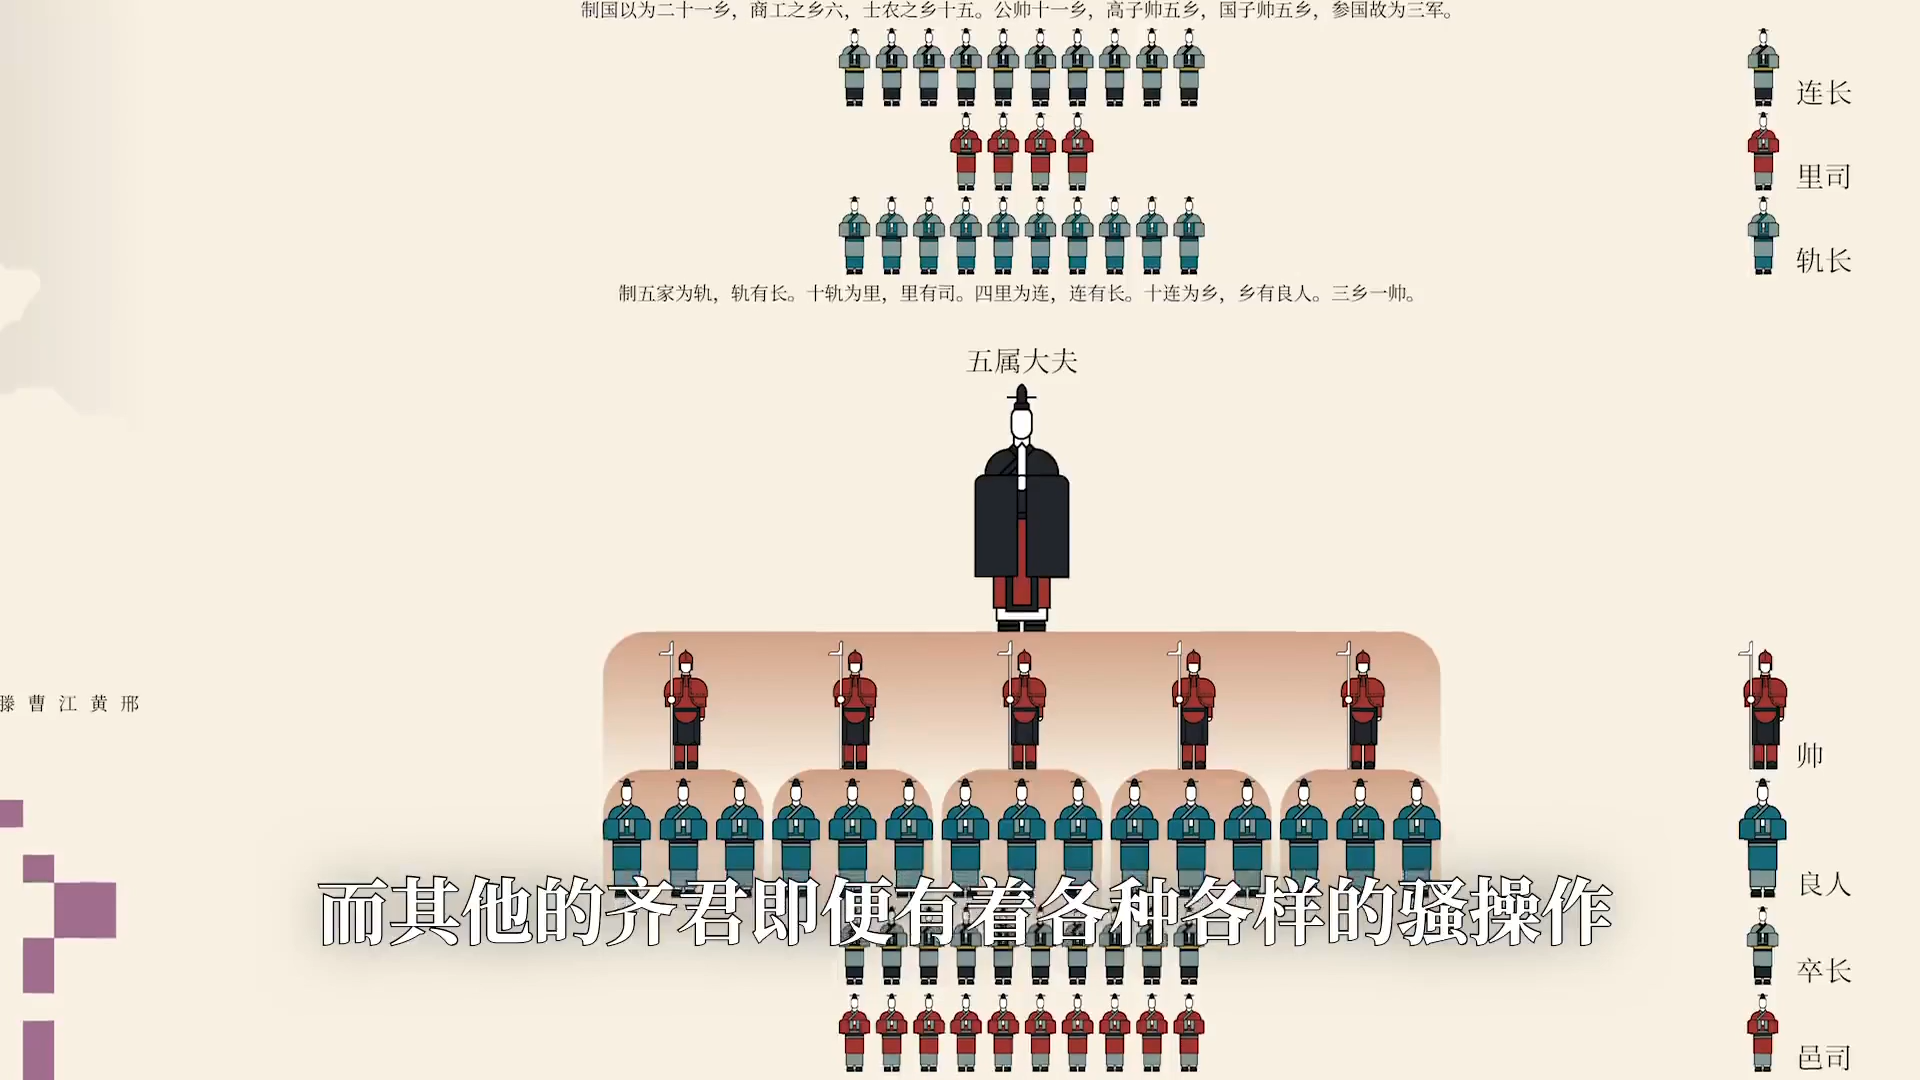 制国以为二十一乡，商工之乡六，士农之乡十五。公帅十一乡，高子帅五乡，国子帅五乡，参国故为三军。
连长
里司
轨长
制五家为轨，轨有长。十轨为里，里有司。四里为连，连有长。十连为乡，乡有良人。三乡一帅。
五属大夫
滕曹江黄邢
帅
良人
而其他的齐君即便有着各种各样的骚操作
卒长
邑司